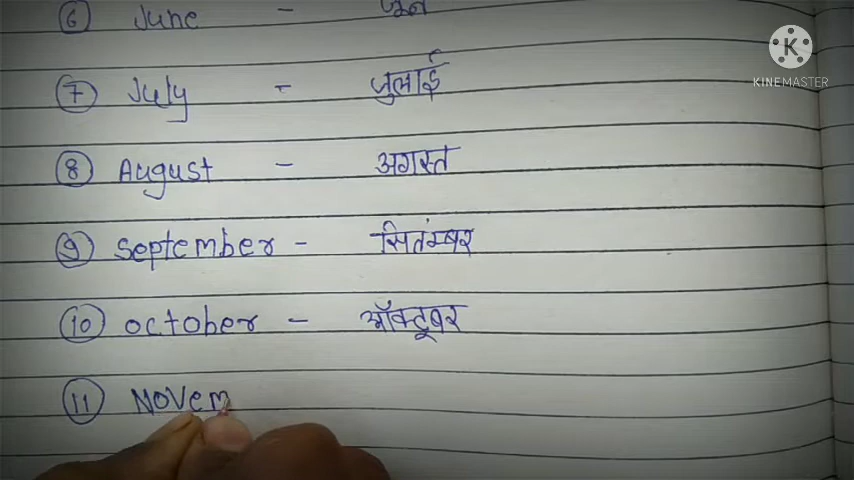 6 June - जून
7 July - जुलाई
8 August - अगस्त
9 September - सितंम्बर
10 october - ऑक्टूबर
11 Novem
K
KINEMASTER